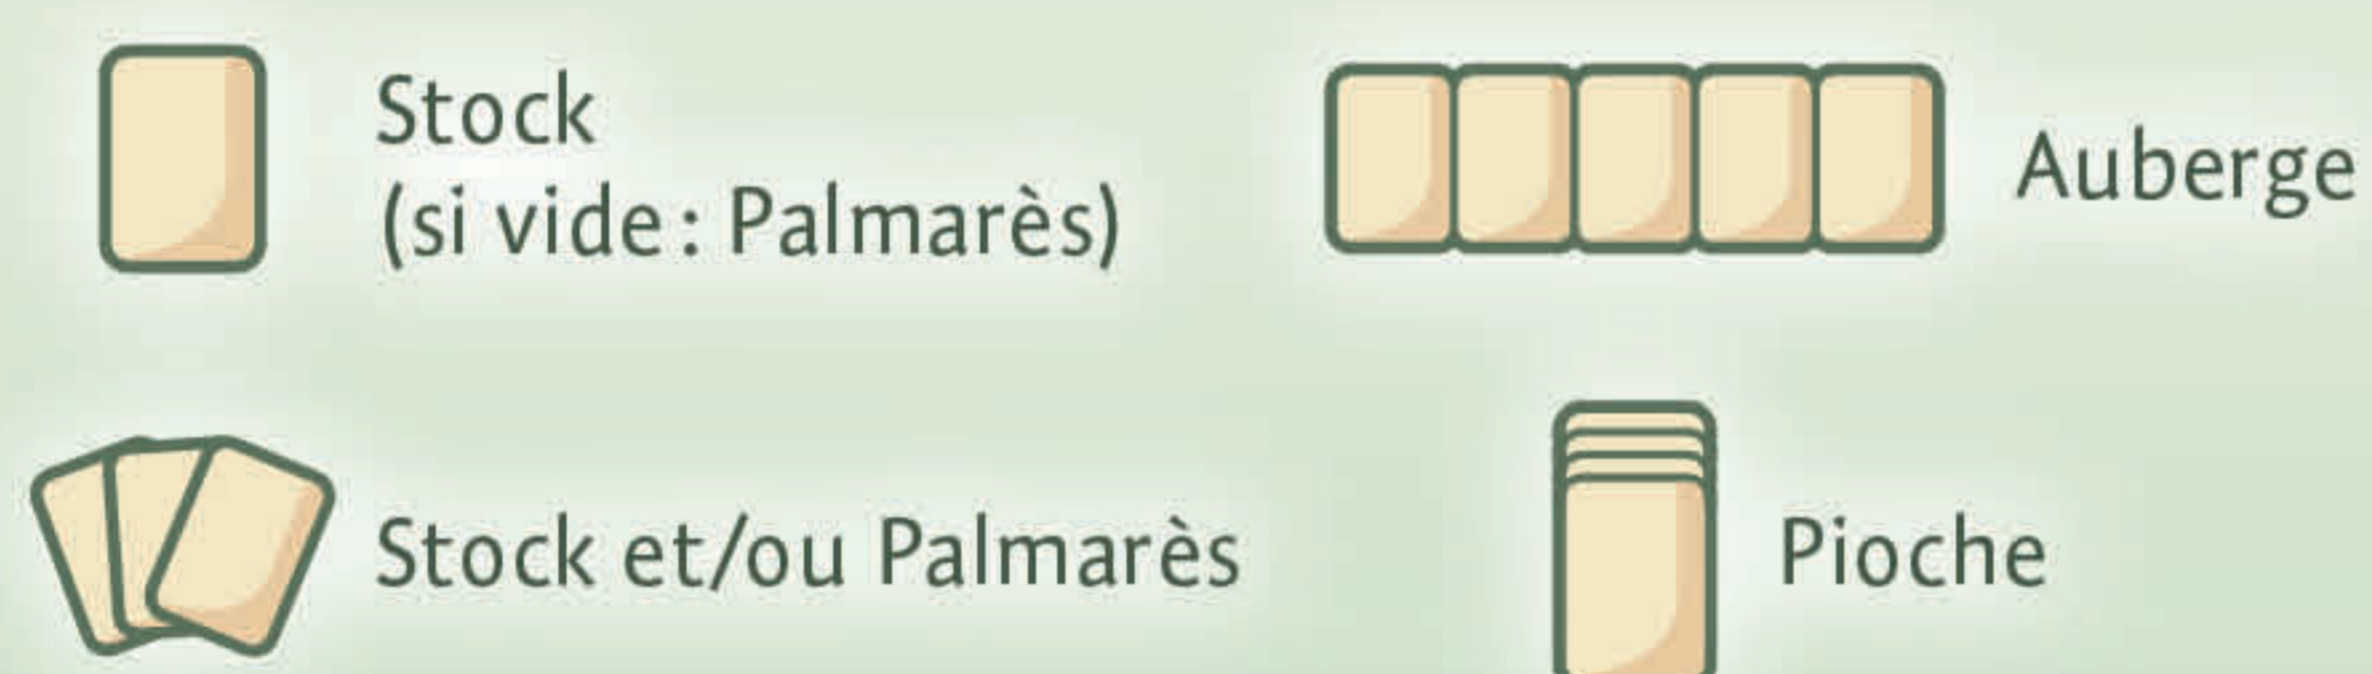 Stock
(si vide : Palmarès)
Auberge
Stock et/ou Palmarès
Pioche